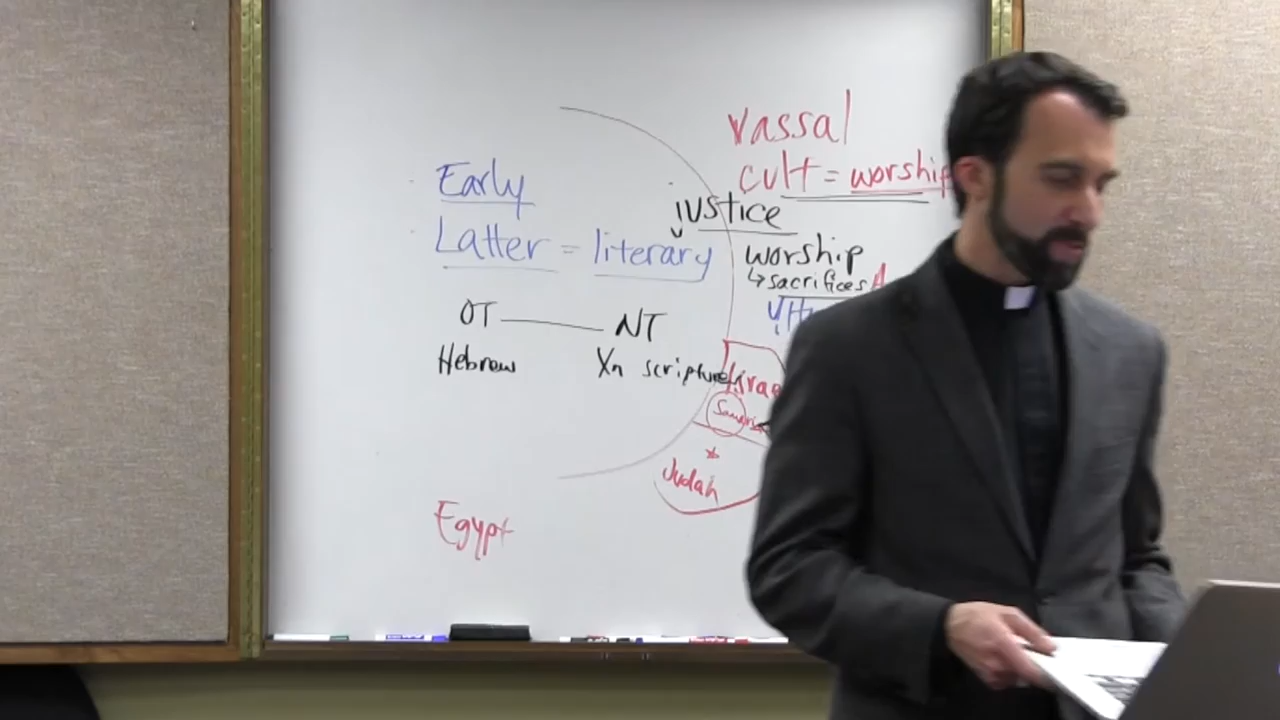 Early
Latter = literary
OT — NT
Hebrew Xn scripture
Egypt
vassal
cult = worship
justice
worship
↳ sacrifices
Judah